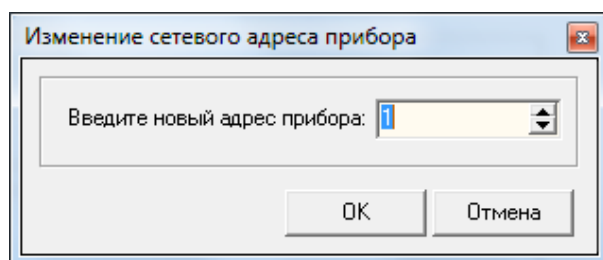 Изменение сетевого адреса прибора
Введите новый адрес прибора: 1
OK Отмена